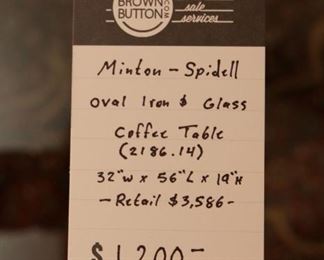 BROWN
BUTTON
.COM
sale
services
Minton - Spidell
Oval Iron & Glass
Coffee Table
(2186.14)
32"W x 56"L x 19"H
- Retail $3,586 -
$1,200-